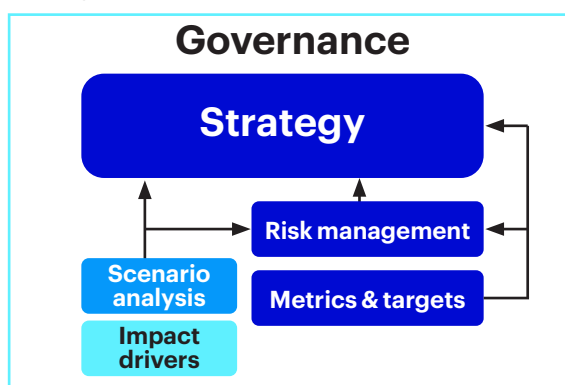 Governance
Strategy
Risk management
Scenario
analysis
Metrics & targets
Impact
drivers